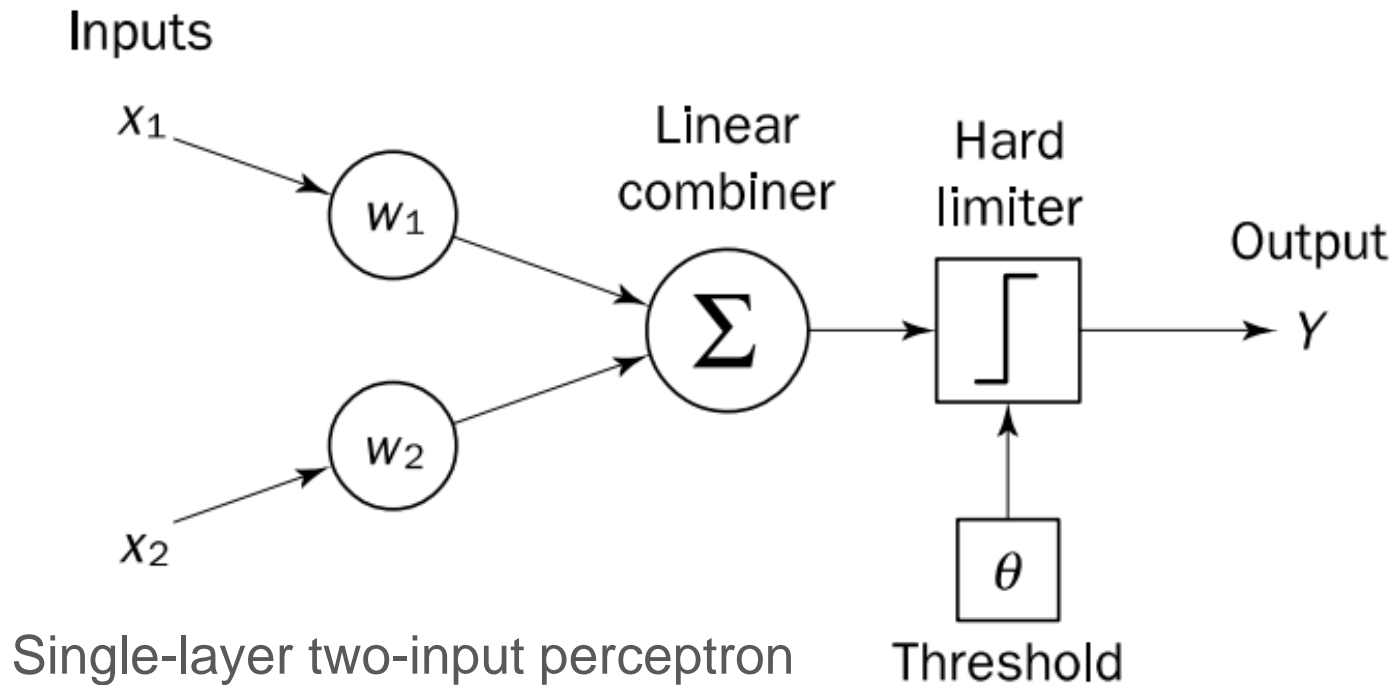 Inputs
x1
w1
Linear
combiner
Hard
limiter
Output
Σ
Y
w2
x2
θ
Single-layer two-input perceptron
Threshold